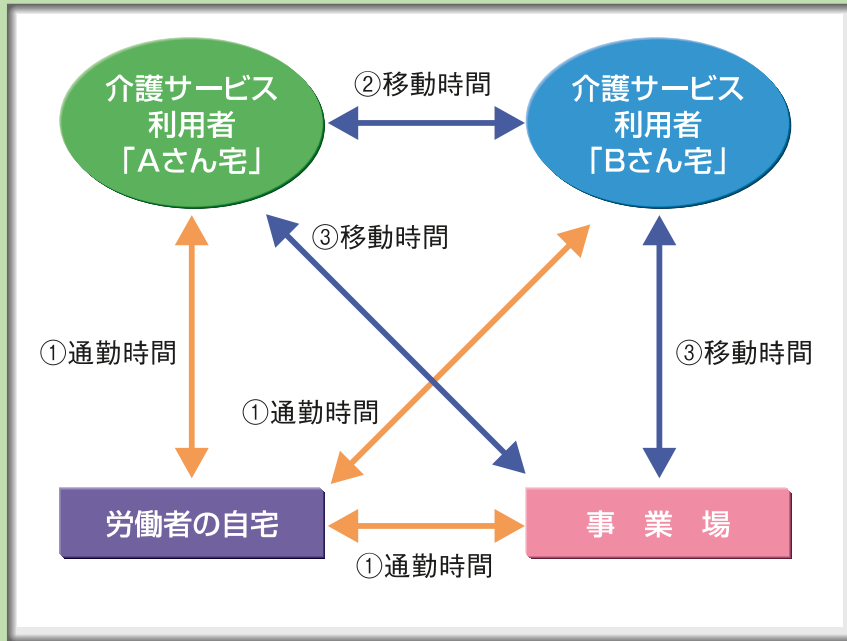 介護サービス
利用者
「Aさん宅」
②移動時間
介護サービス
利用者
「Bさん宅」
③移動時間
①通勤時間
③移動時間
①通勤時間
労働者の自宅
事業場
①通勤時間